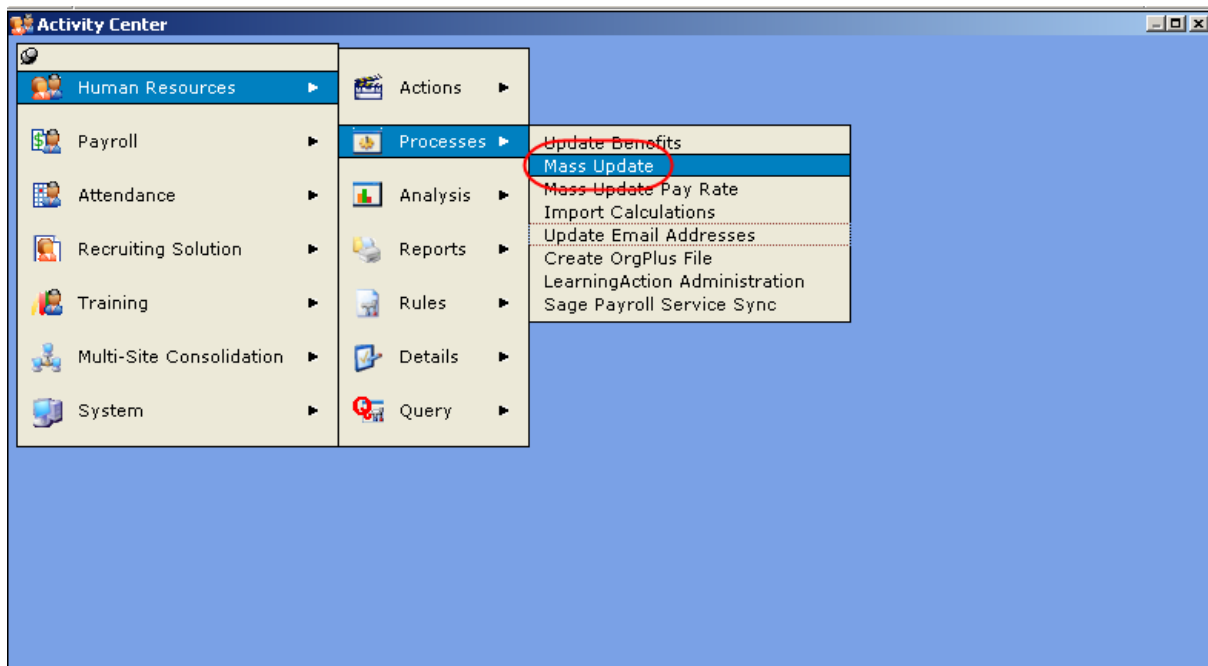 Activity Center
Human Resources
Payroll
Attendance
Recruiting Solution
Training
Multi-Site Consolidation
System
Actions
Processes
Analysis
Reports
Rules
Details
Query
Update Benefits
Mass Update
Mass Update Pay Rate
Import Calculations
Update Email Addresses
Create OrgPlus File
LearningAction Administration
Sage Payroll Service Sync